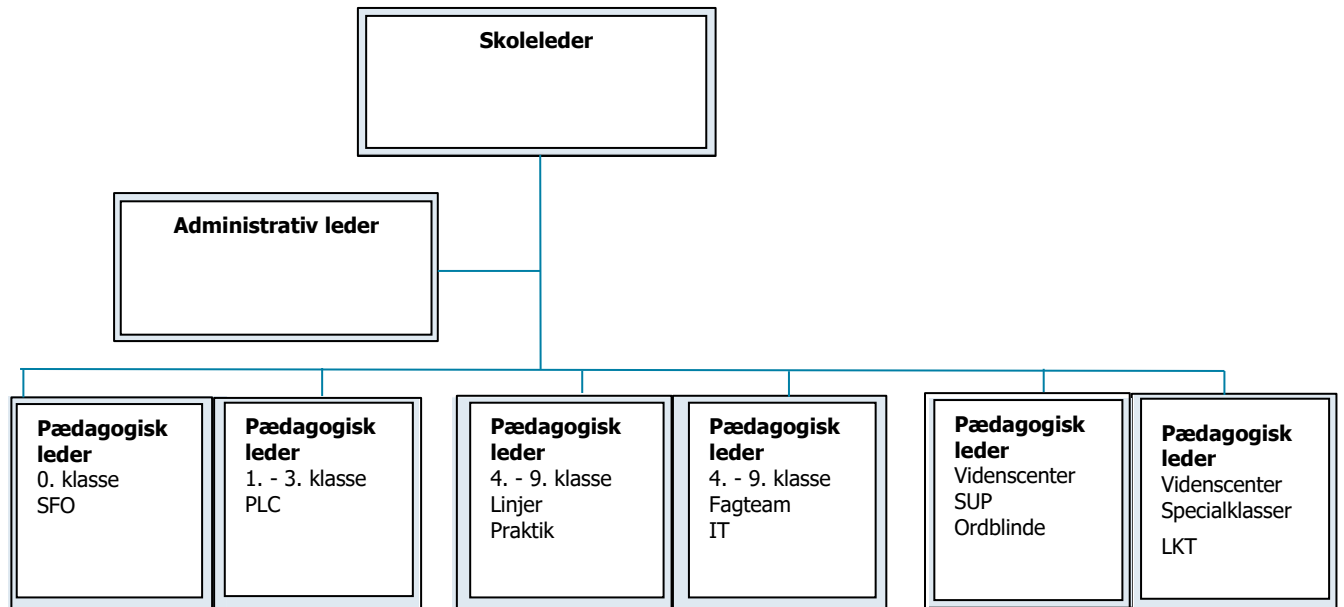 Skoleleder
Administrativ leder
Pædagogisk
leder
0. klasse
SFO
Pædagogisk
leder
1. - 3. klasse
PLC
Pædagogisk
leder
4. - 9. klasse
Linjer
Praktik
Pædagogisk
leder
4. - 9. klasse
Fagteam
IT
Pædagogisk
leder
Videnscenter
SUP
Ordblinde
Pædagogisk
leder
Videnscenter
Specialklasser
LKT